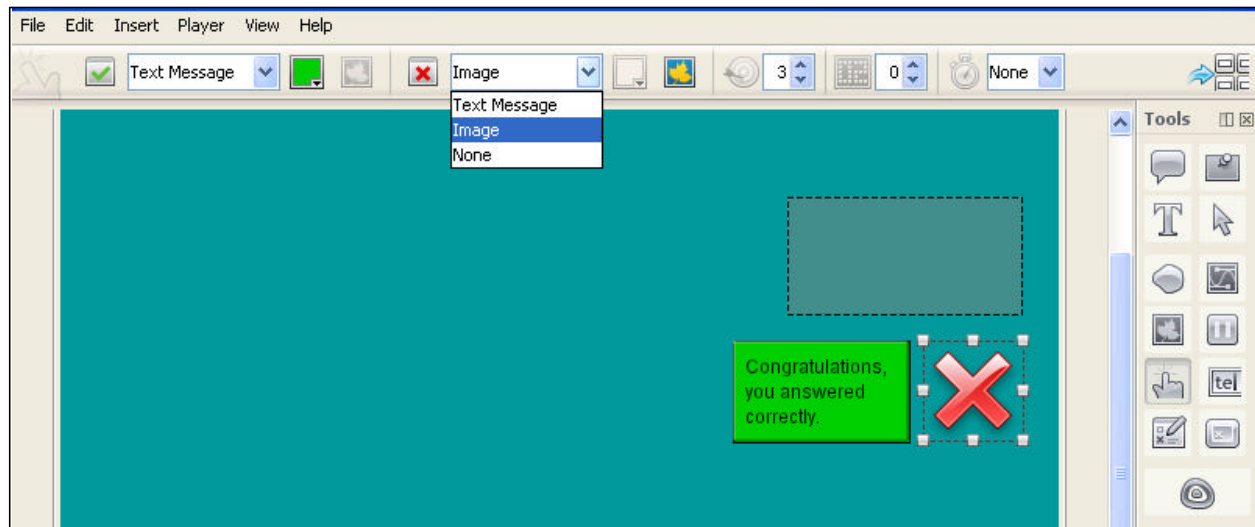 File Edit Insert Player View Help
Text Message Image 3 0 None
Text Message
Image
None
Tools
T
Congratulations,
you answered
correctly.
te